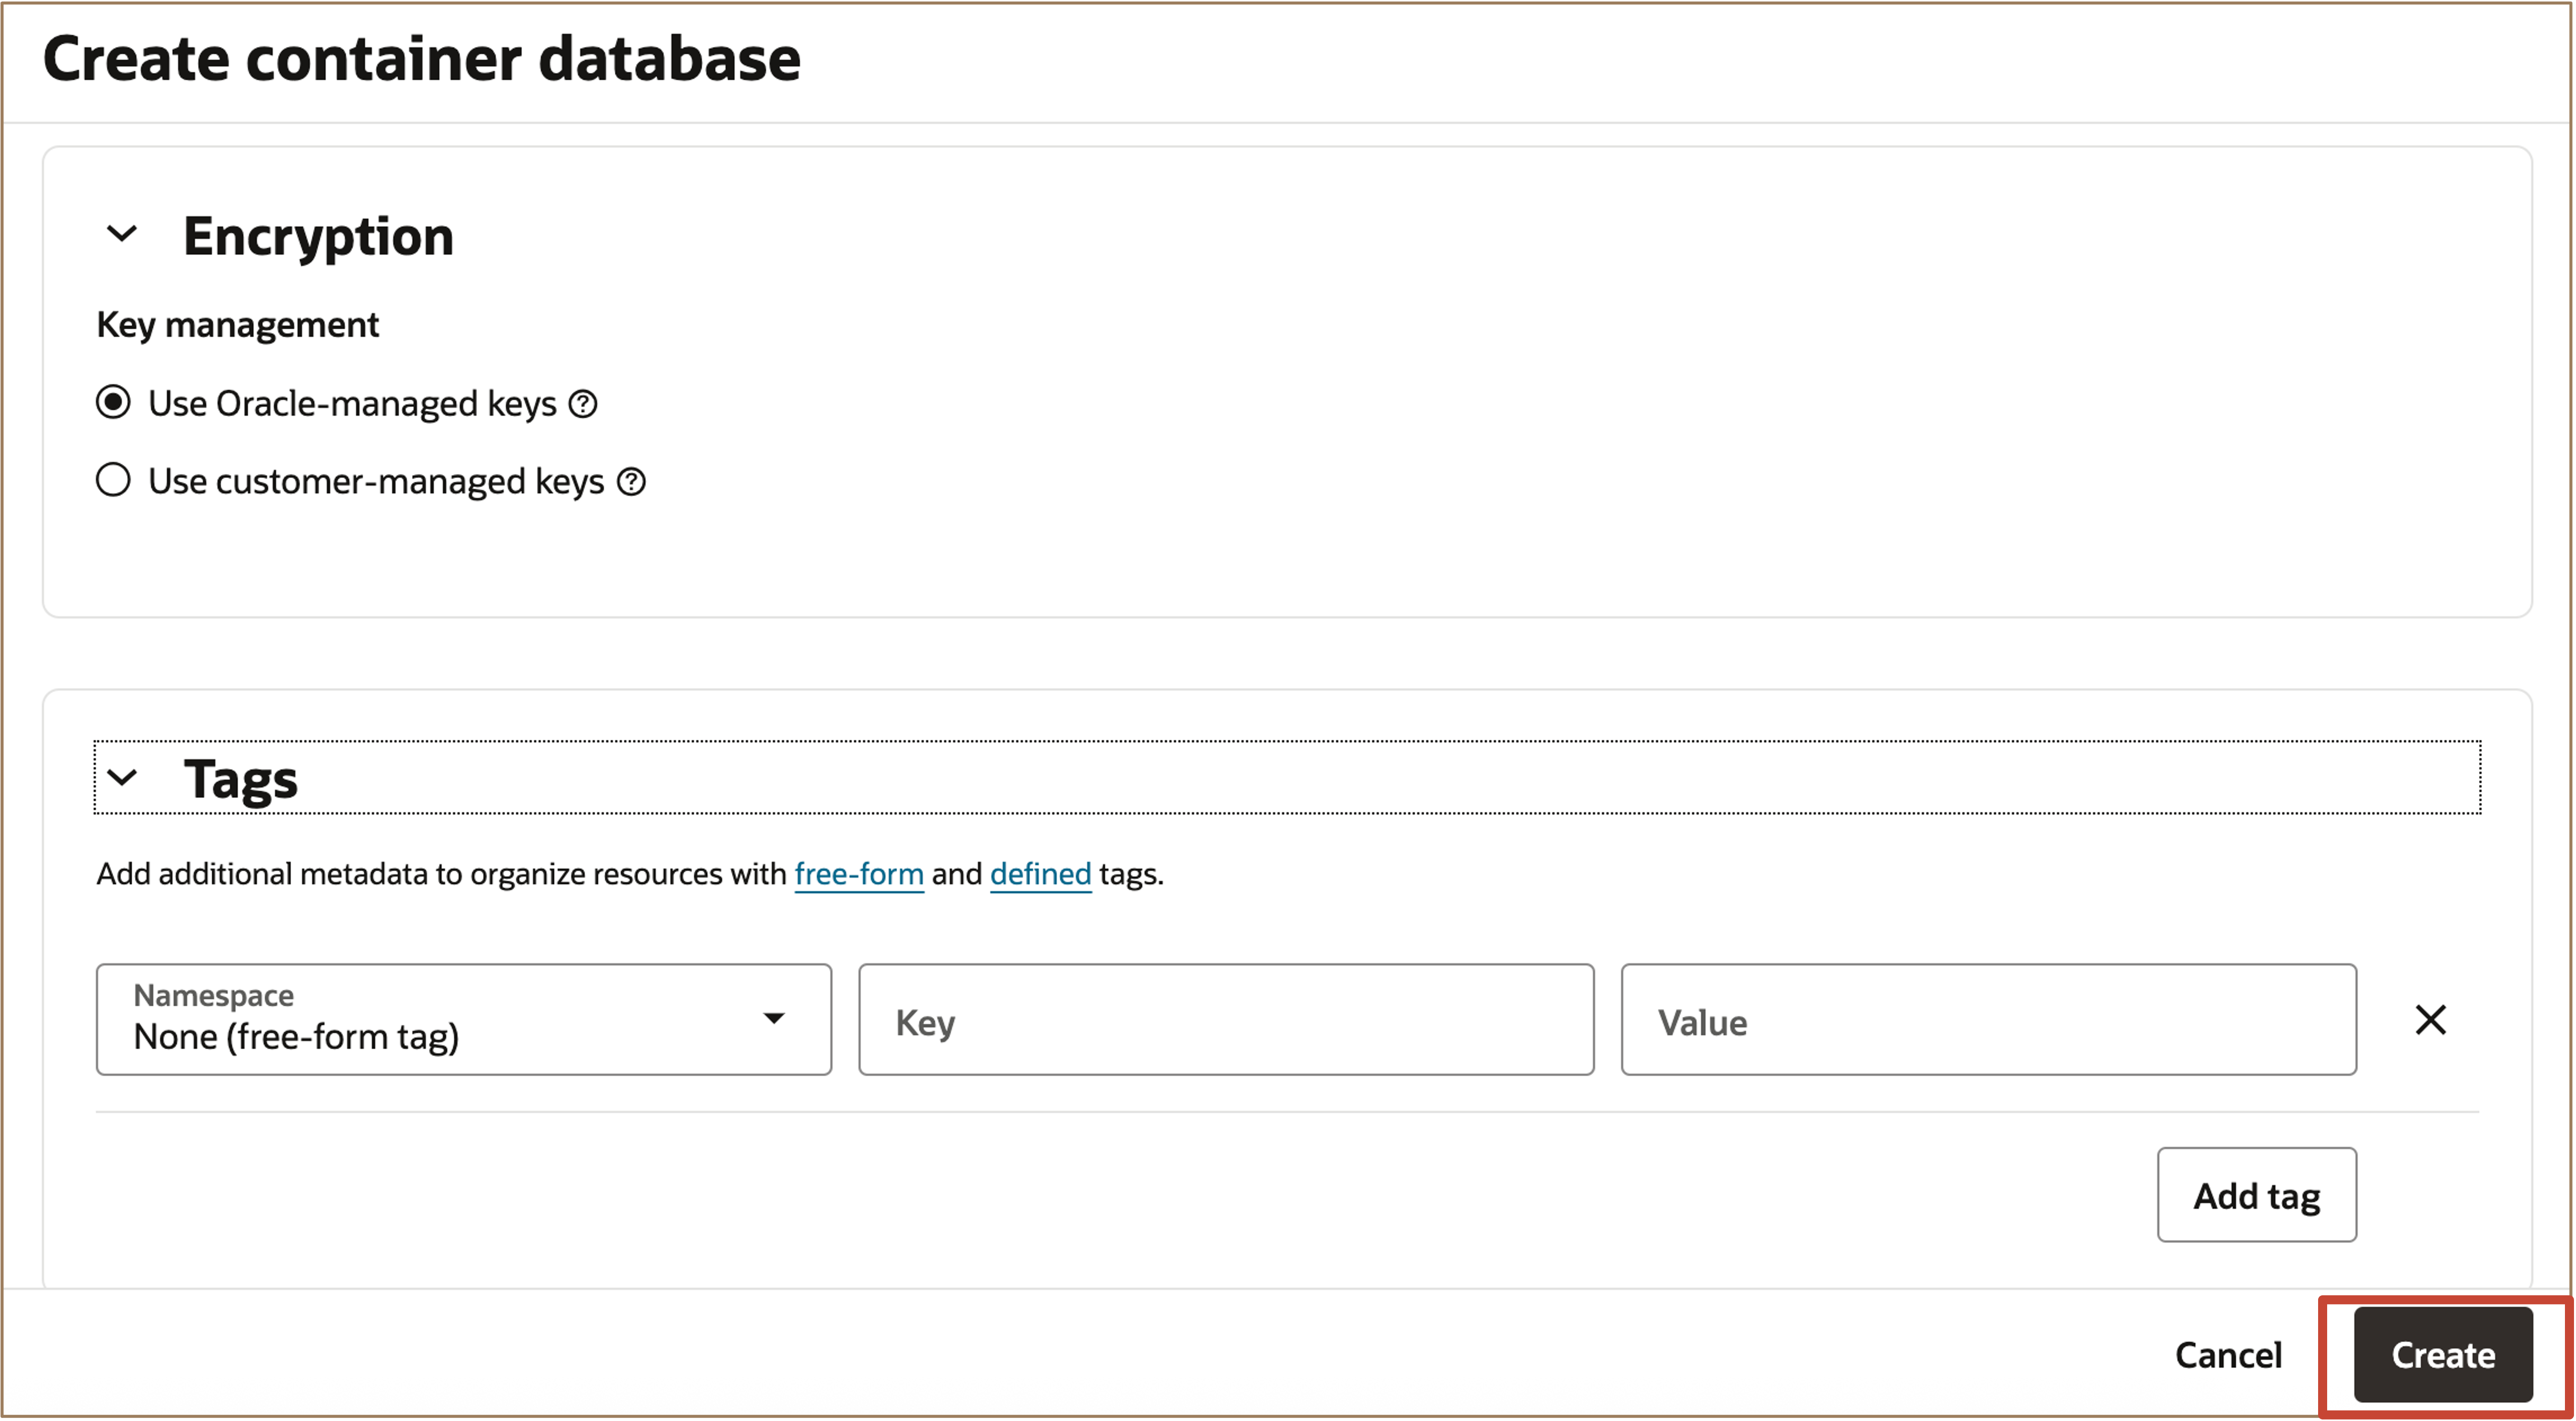 Create container database
Encryption
Key management
Use Oracle-managed keys
Use customer-managed keys
Tags
Add additional metadata to organize resources with free-form and defined tags.
Namespace
None (free-form tag)
Key
Value
Add tag
Cancel
Create